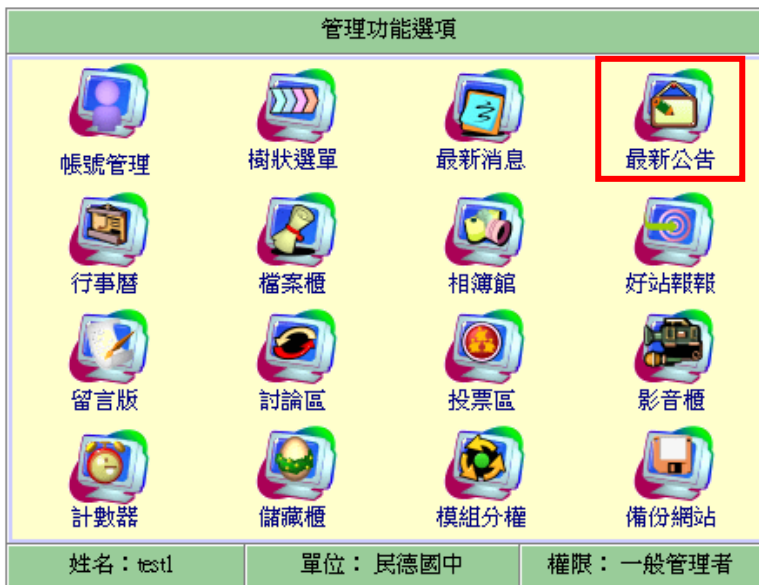 管理功能選項
帳號管理 樹狀選單 最新消息 最新公告
行事曆 檔案櫃 相簿館 好站報報
留言版 討論區 投票區 影音櫃
計數器 儲藏櫃 模組分權 備份網站
姓名：test1 單位： 民德國中 權限： 一般管理者